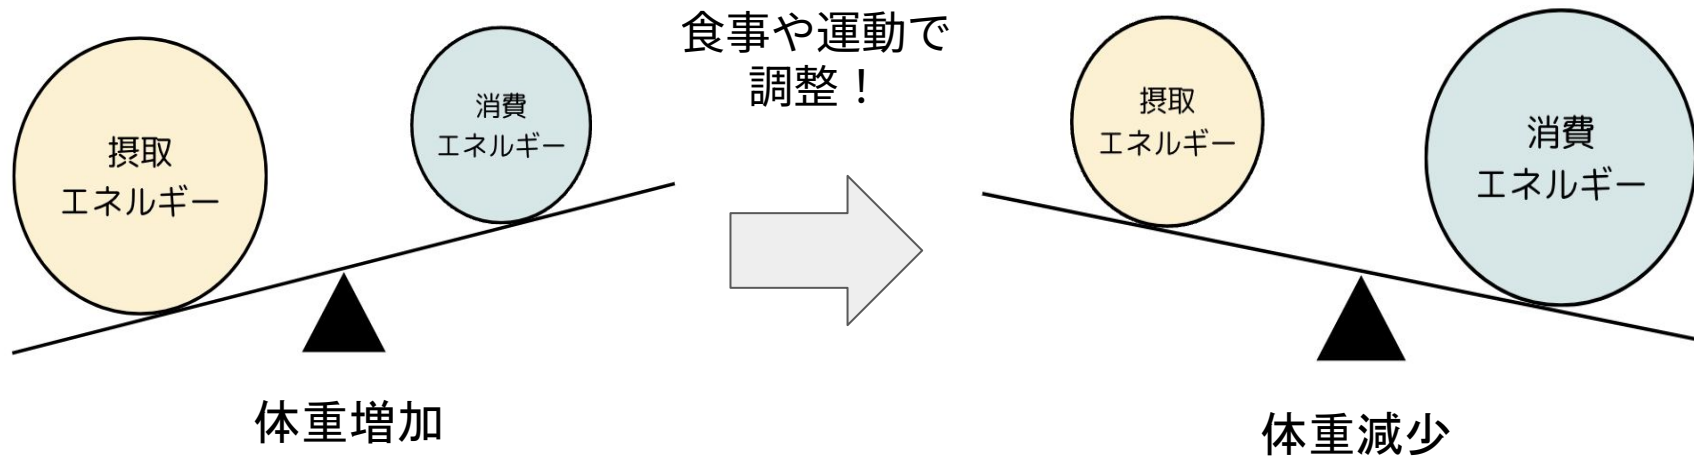 摂取
エネルギー
消費
エネルギー
体重増加
食事や運動で
調整！
摂取
エネルギー
消費
エネルギー
体重減少